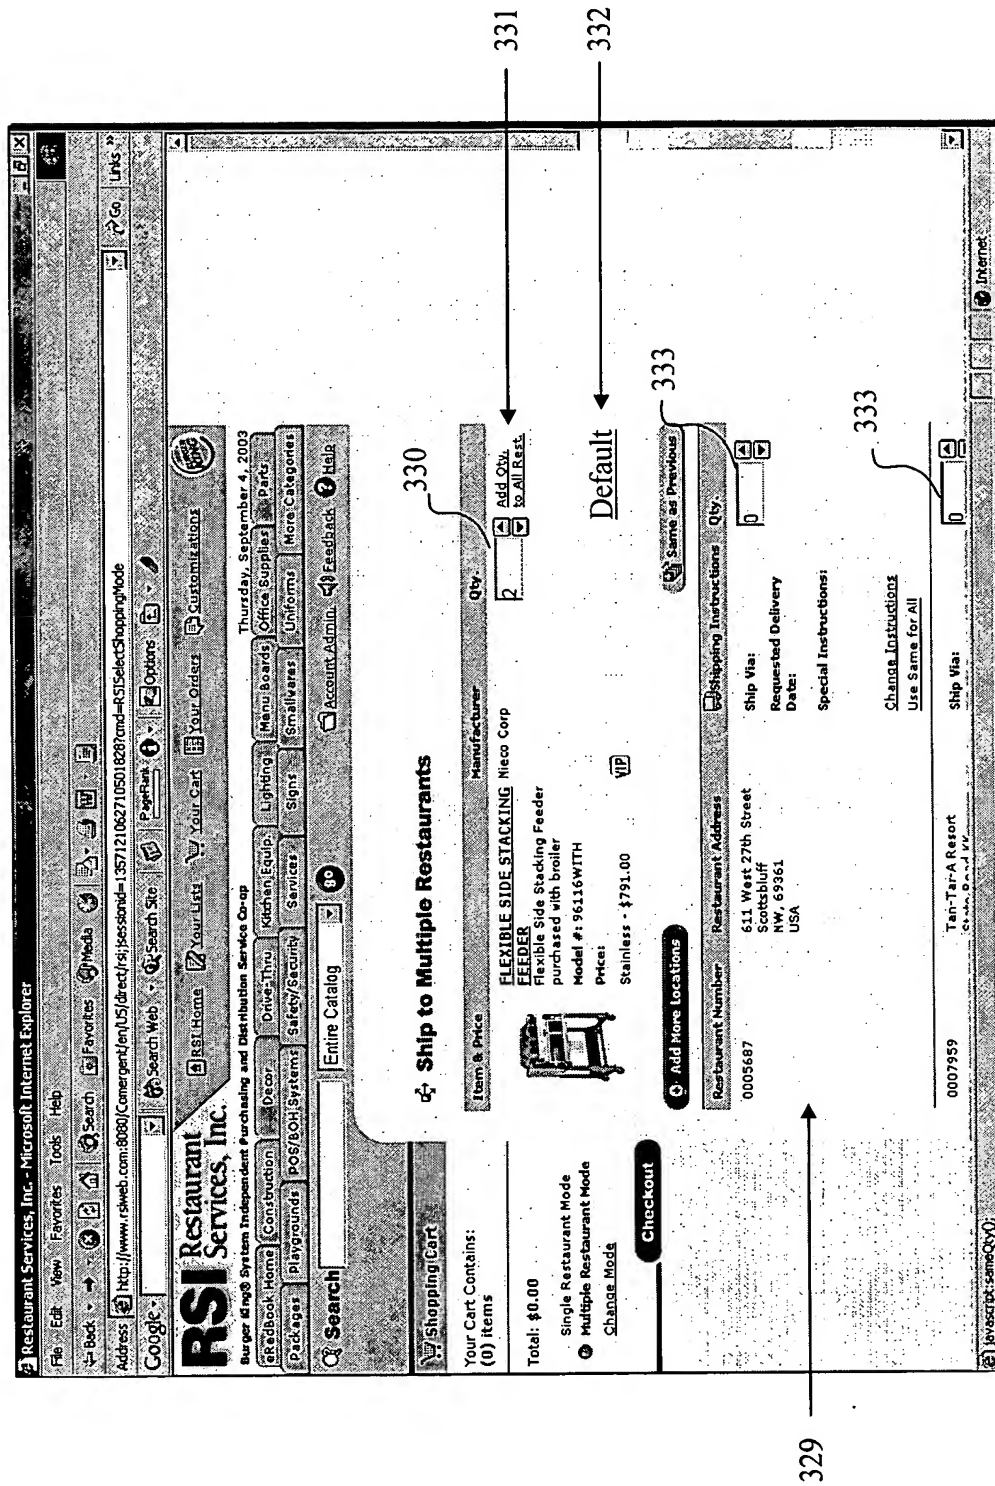 Restaurant Services, Inc. - Microsoft Internet Explorer
File Edit View Favorites Tools Help
Back Search Favorites Media
Address http://www.rsiweb.com:8080/Comergent/en/US/direct/rsi;jsessionid=1357121062710501828?cmd=RSISelectShoppingMode Go Links »
Google Search Web Search Site PageRank Options
RSI Restaurant Services, Inc.
RSI Home Your Lists Your Cart Your Orders Customizations
Burger King® System Independent Purchasing and Distribution Service Co-op
Thursday, September 4, 2003
eRedBook Home Construction Decor Drive-Thru Kitchen Equip. Lighting Menu Boards Office Supplies Parts
Packages Playgrounds POS/BOH Systems Safety/Security Services Signs Smallwares Uniforms More Categories
Search Entire Catalog go Account Admin Feedback Help
Shopping Cart
Your Cart Contains:
(0) items
Total: $0.00
Single Restaurant Mode
Multiple Restaurant Mode
Change Mode
Checkout
Ship to Multiple Restaurants
Item & Price Manufacturer Qty.
FLEXIBLE SIDE STACKING FEEDER Nieco Corp
2
Add Qty. to All Rest.
Flexible Side Stacking Feeder
purchased with broiler
Model #: 96116WITH
Price:
Stainless - $791.00
VIP
Default
Add More Locations
Same as Previous
Restaurant Number Restaurant Address Shipping Instructions Qty.
0005687
611 West 27th Street
Scottsbluff
NW, 69361
USA
Ship Via:
Requested Delivery
Date:
Special Instructions:
Change Instructions
Use Same for All
0
0007959
Tan-Tar-A Resort
Ship Via:
0
javascript:sameQty();
Internet
329
330
331
332
333
333